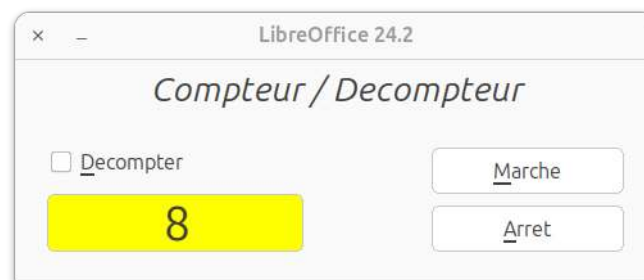 LibreOffice 24.2
Compteur / Decompteur
Decompter
Marche
8
Arret